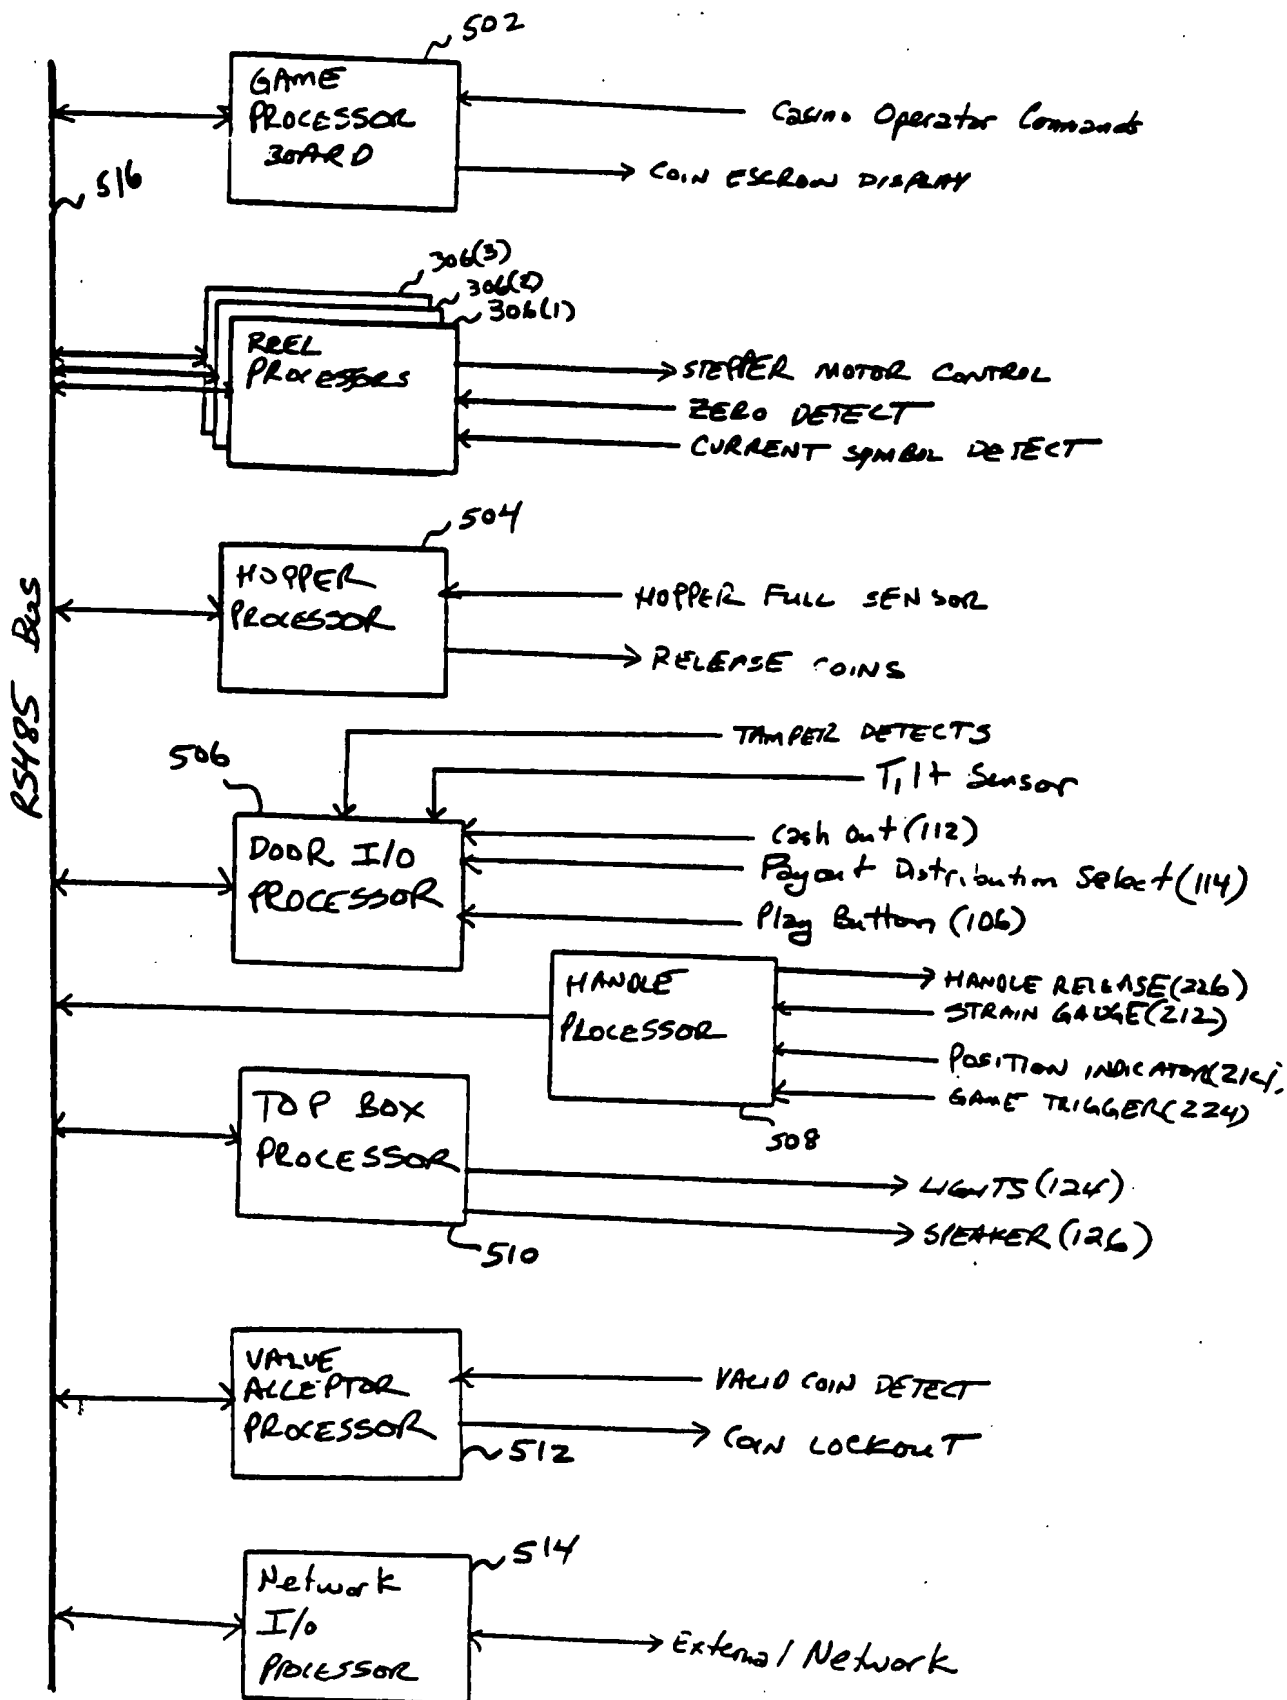 502
GAME
PROCESSOR
BOARD
Casino Operator Commands
COIN ESCROW DISPLAY
516
306(3)
306(2)
306(1)
REEL
PROCESSORS
STEPPER MOTOR CONTROL
ZERO DETECT
CURRENT SYMBOL DETECT
504
HOPPER
PROCESSOR
HOPPER FULL SENSOR
RELEASE COINS
RS485 Bus
TAMPER DETECTS
Tilt Sensor
506
DOOR I/O
PROCESSOR
Cash Out (112)
Payout Distribution Select (114)
Play Button (106)
HANDLE
PROCESSOR
HANDLE RELEASE (226)
STRAIN GAUGE (212)
POSITION INDICATOR (214)
GAME TRIGGER (224)
508
TOP BOX
PROCESSOR
LIGHTS (124)
SPEAKER (126)
510
VALUE
ACCEPTOR
PROCESSOR
VALID COIN DETECT
COIN LOCKOUT
512
514
Network
I/O
PROCESSOR
External Network